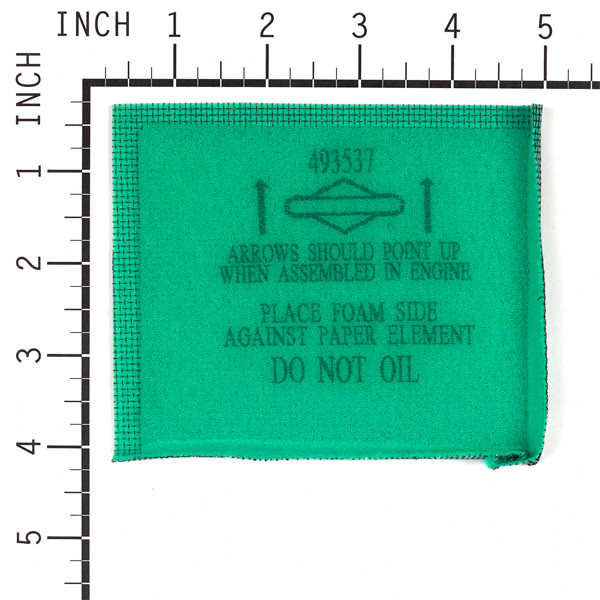 INCH 1 2 3 4 5
INCH
1
2
3
4
5
493537
ARROWS SHOULD POINT UP
WHEN ASSEMBLED IN ENGINE
PLACE FOAM SIDE
AGAINST PAPER ELEMENT
DO NOT OIL